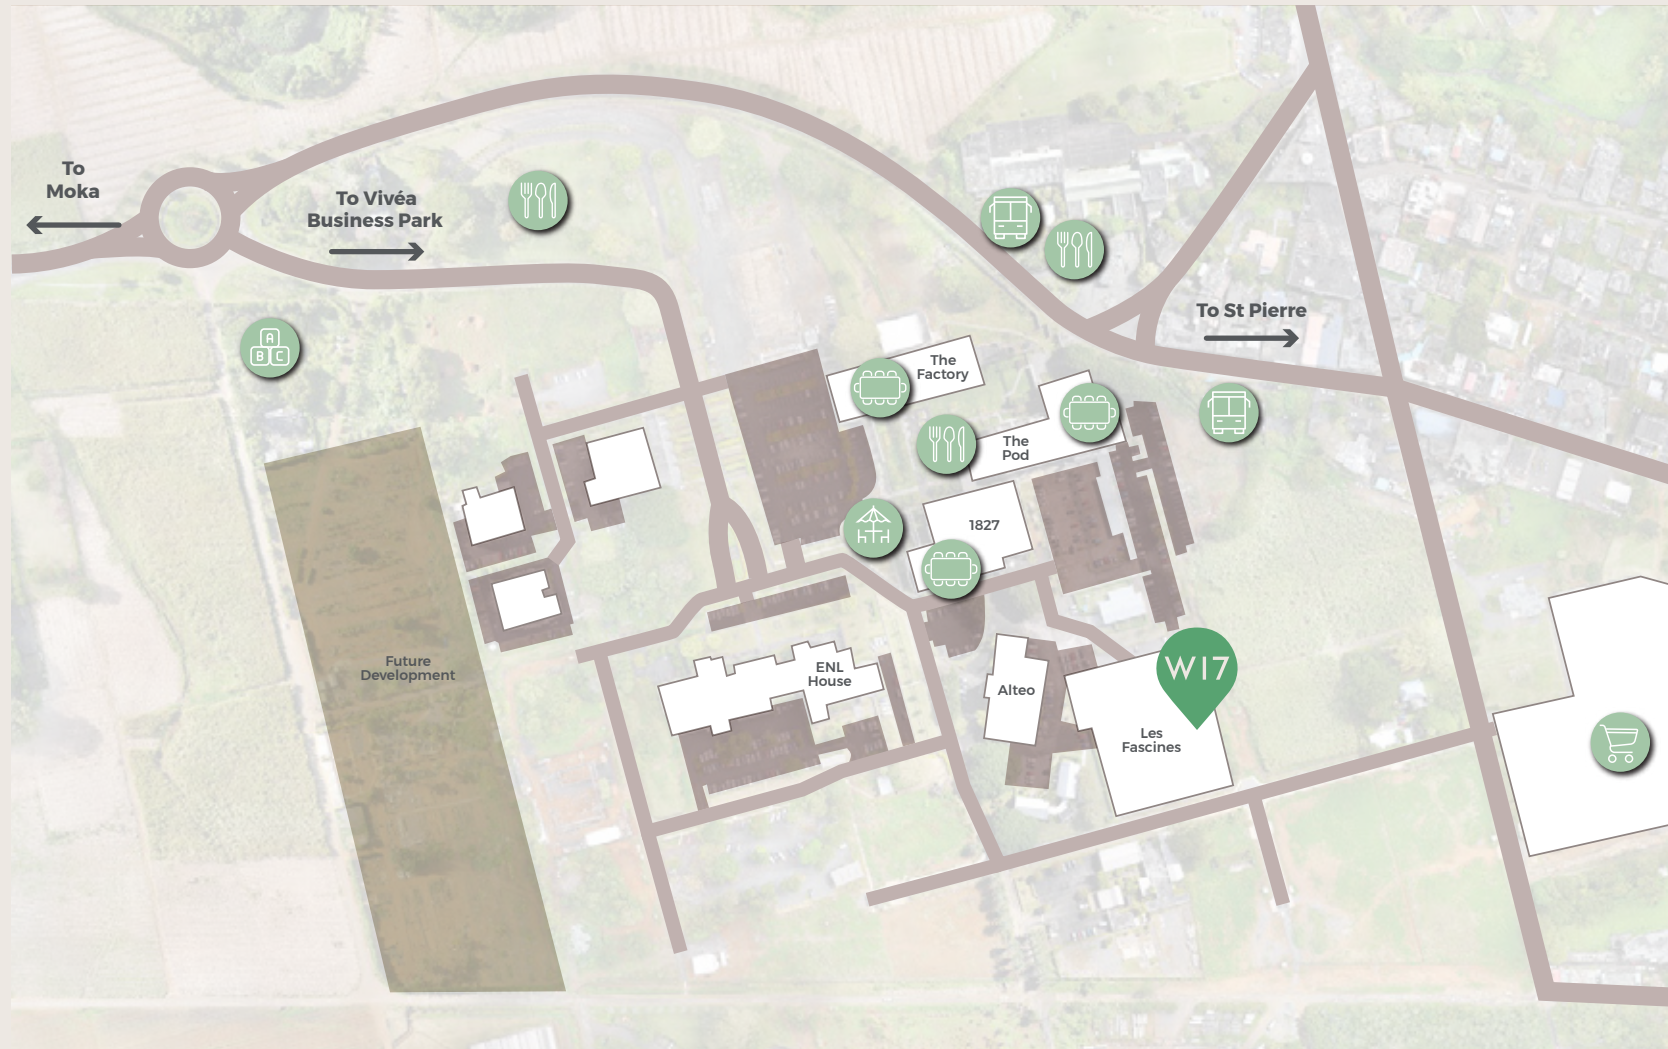 To
Moka
To Vivéa
Business Park
To St Pierre
A
B C
The
Factory
The
Pod
1827
Future
Development
ENL
House
Alteo
W17
Les
Fascines